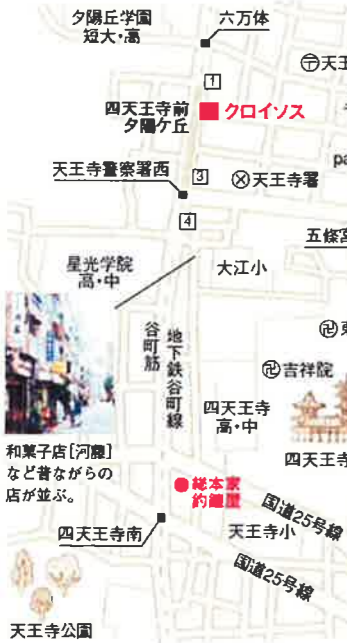 夕陽丘学園
短大・高
六万体
〒天王
1
四天王寺前
夕陽ケ丘
クロイソス
pa
天王寺警察署西
3
天王寺署
4
五條宮
星光学院
高・中
大江小
谷町筋
地下鉄谷町線
卍東
卍吉祥院
四天王寺
高・中
四天王寺
和菓子店[河藤]
など昔ながらの
店が並ぶ。
総本家
釣鐘屋
国道25号線
四天王寺南
天王寺小
国道25号線
天王寺公園